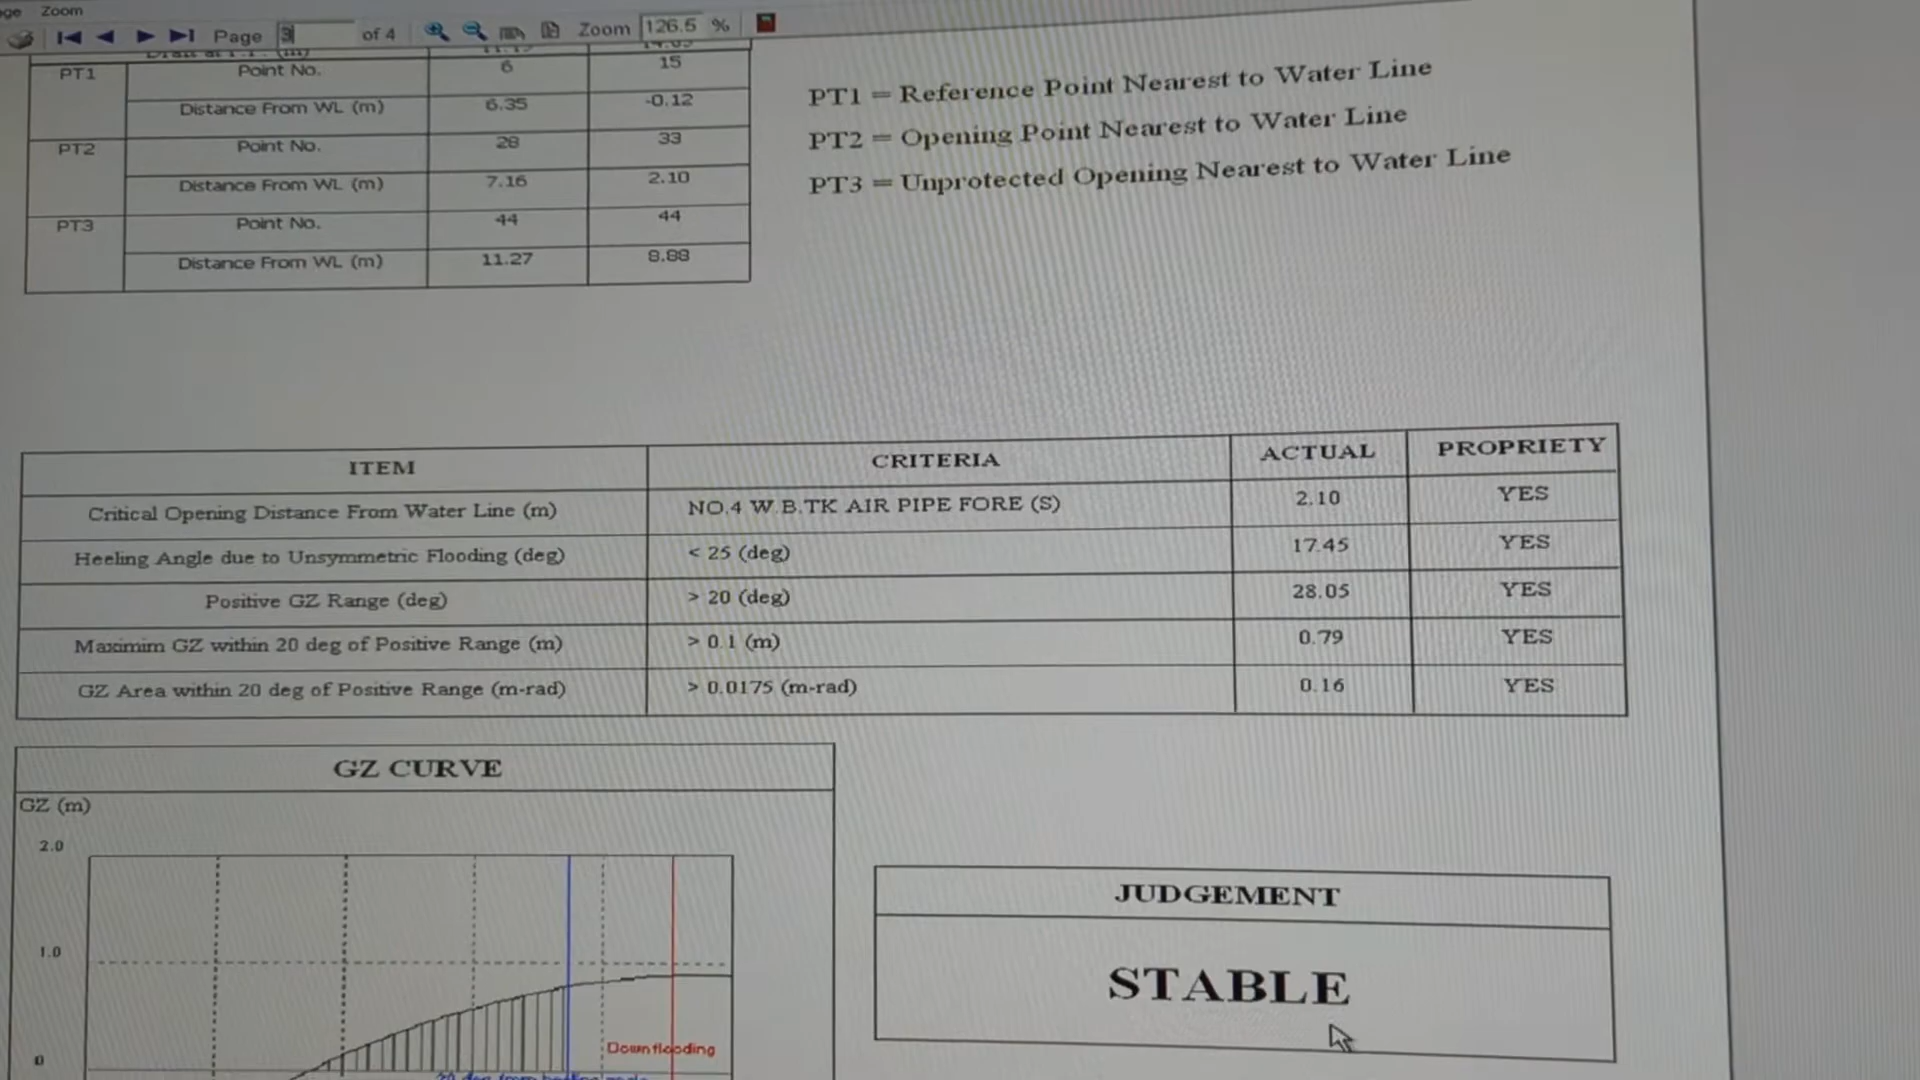 Zoom
Page 3 of 4 Zoom 126.5 %
PT1 Point No. 6 15
Distance From WL (m) 6.35 -0.12
PT2 Point No. 28 33
Distance From WL (m) 7.16 2.10
PT3 Point No. 44 44
Distance From WL (m) 11.27 8.88
PT1 = Reference Point Nearest to Water Line
PT2 = Opening Point Nearest to Water Line
PT3 = Unprotected Opening Nearest to Water Line
ITEM CRITERIA ACTUAL PROPRIETY
Critical Opening Distance From Water Line (m) NO.4 W.B.TK AIR PIPE FORE (S) 2.10 YES
Heeling Angle due to Unsymmetric Flooding (deg) < 25 (deg) 17.45 YES
Positive GZ Range (deg) > 20 (deg) 28.05 YES
Maximim GZ within 20 deg of Positive Range (m) > 0.1 (m) 0.79 YES
GZ Area within 20 deg of Positive Range (m-rad) > 0.0175 (m-rad) 0.16 YES
GZ CURVE
GZ (m)
2.0
1.0
0
Downflooding
JUDGEMENT
STABLE